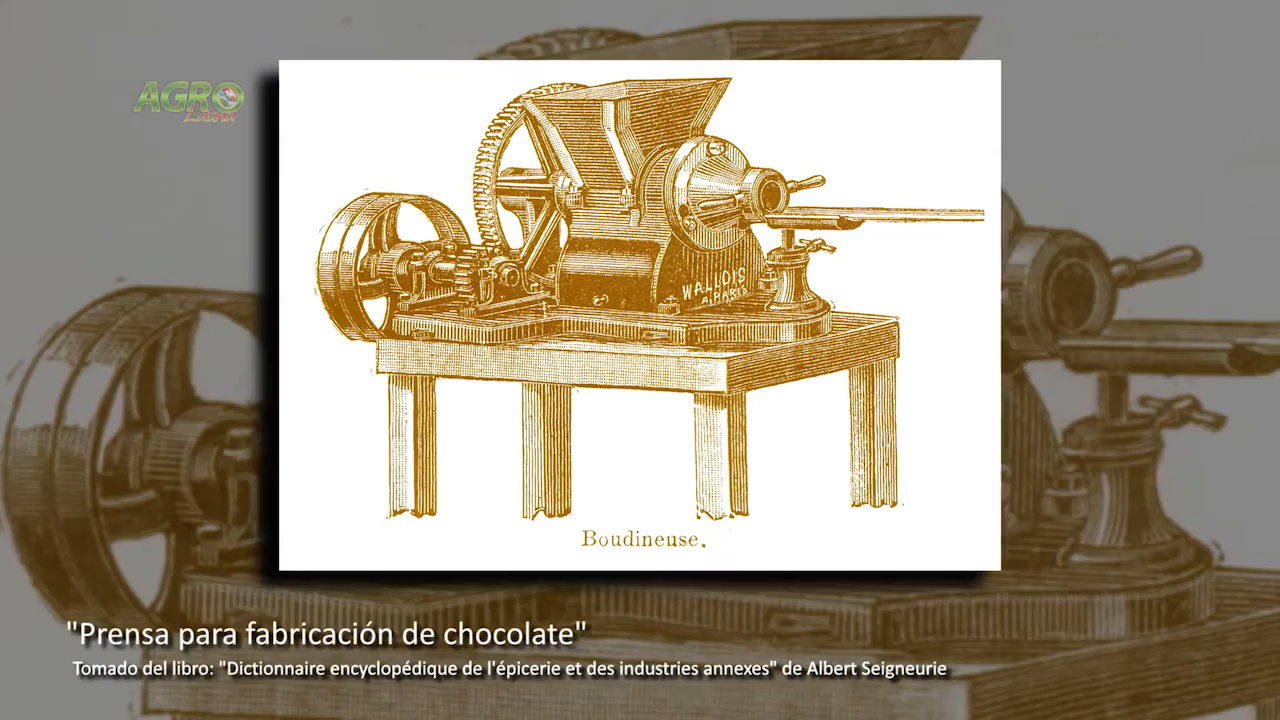 AGRO
WALLOIS
A. PARIS
Boudineuse.
"Prensa para fabricación de chocolate"
Tomado del libro: "Dictionnaire encyclopédique de l'épicerie et des industries annexes" de Albert Seigneurie